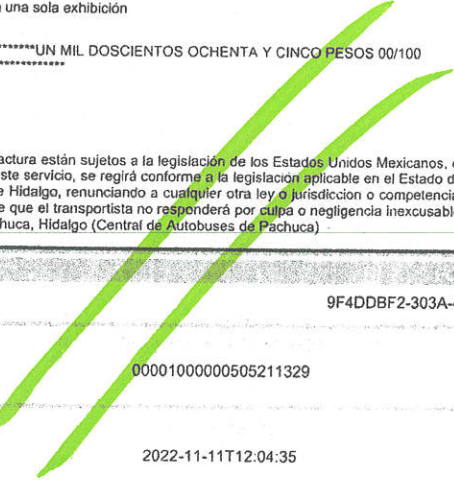 una sola exhibición
*******UN MIL DOSCIENTOS OCHENTA Y CINCO PESOS 00/100
*************
actura están sujetos a la legislación de los Estados Unidos Mexicanos,
ste servicio, se regirá conforme a la legislación aplicable en el Estado d
e Hidalgo, renunciando a cualquier otra ley o jurisdiccion o competencia
e que el transportista no responderá por culpa o negligencia inexcusable
huca, Hidalgo (Central de Autobuses de Pachuca)
9F4DDBF2-303A-
00001000000505211329
2022-11-11T12:04:35